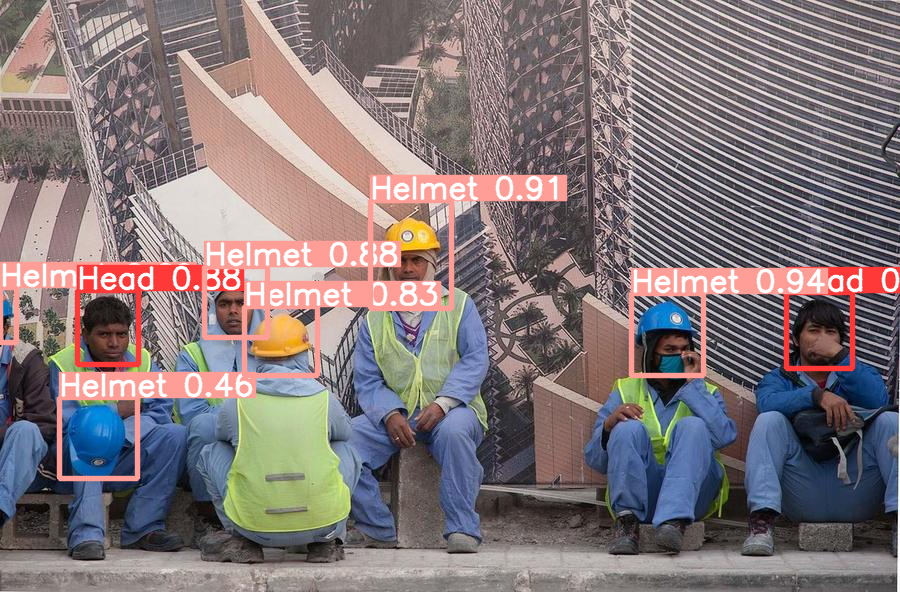 Helmet 0.91
Helmet 0.88
Helm
Head 0.88
Helmet 0.94
ad 0
Helmet 0.83
Helmet 0.46